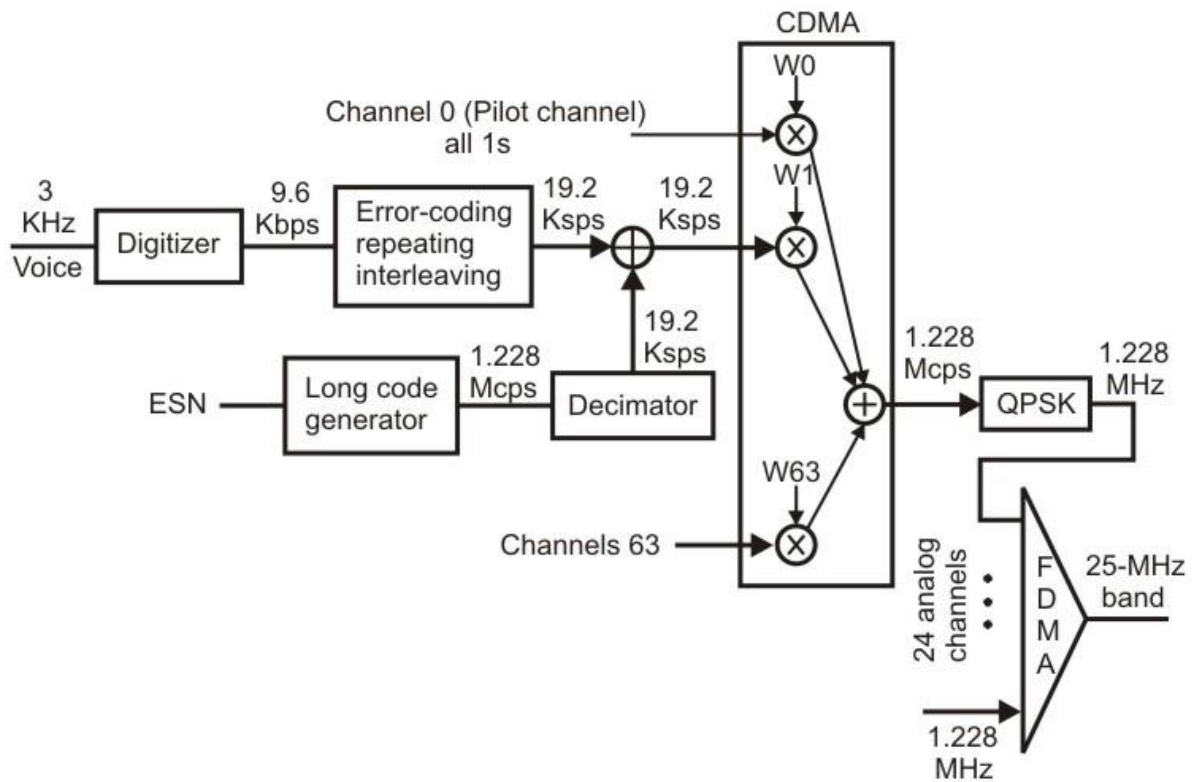 CDMA
W0
Channel 0 (Pilot channel)
all 1s
W1
3
KHz
Voice
Digitizer
9.6
Kbps
Error-coding
repeating
interleaving
19.2
Ksps
19.2
Ksps
19.2
Ksps
ESN
Long code
generator
1.228
Mcps
Decimator
1.228
Mcps
QPSK
1.228
MHz
W63
Channels 63
24 analog
channels
F
D
M
A
25-MHz
band
1.228
MHz